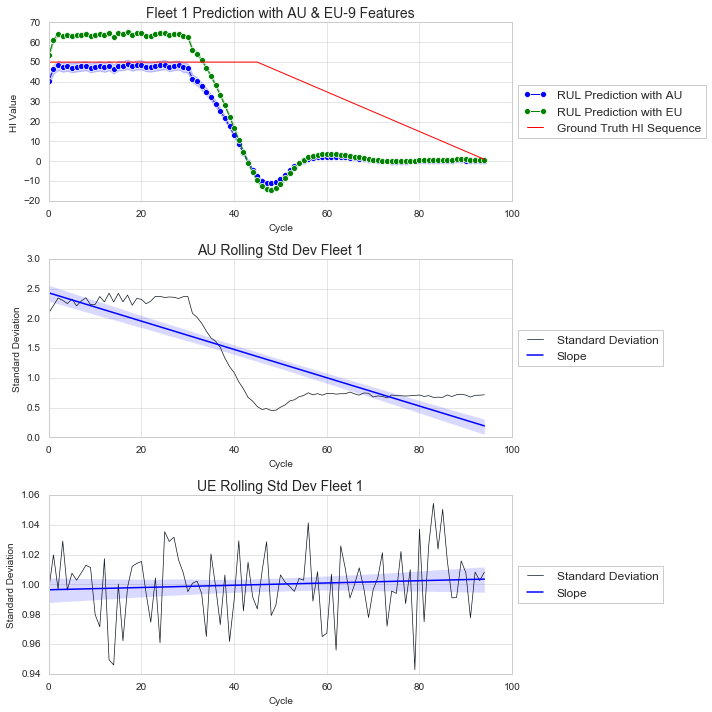 Fleet 1 Prediction with AU & EU-9 Features
70
60
50
40
30
20
10
0
−10
−20
HI Value
0 20 40 60 80 100
Cycle
RUL Prediction with AU
RUL Prediction with EU
Ground Truth HI Sequence
AU Rolling Std Dev Fleet 1
3.0
2.5
2.0
1.5
1.0
0.5
0.0
Standard Deviation
0 20 40 60 80 100
Cycle
Standard Deviation
Slope
UE Rolling Std Dev Fleet 1
1.06
1.04
1.02
1.00
0.98
0.96
0.94
Standard Deviation
0 20 40 60 80 100
Cycle
Standard Deviation
Slope